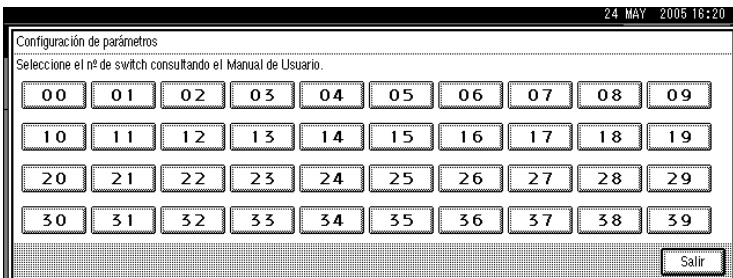 24 MAY 2005 16:20
Configuración de parámetros
Seleccione el nº de switch consultando el Manual de Usuario.
00 01 02 03 04 05 06 07 08 09
10 11 12 13 14 15 16 17 18 19
20 21 22 23 24 25 26 27 28 29
30 31 32 33 34 35 36 37 38 39
Salir